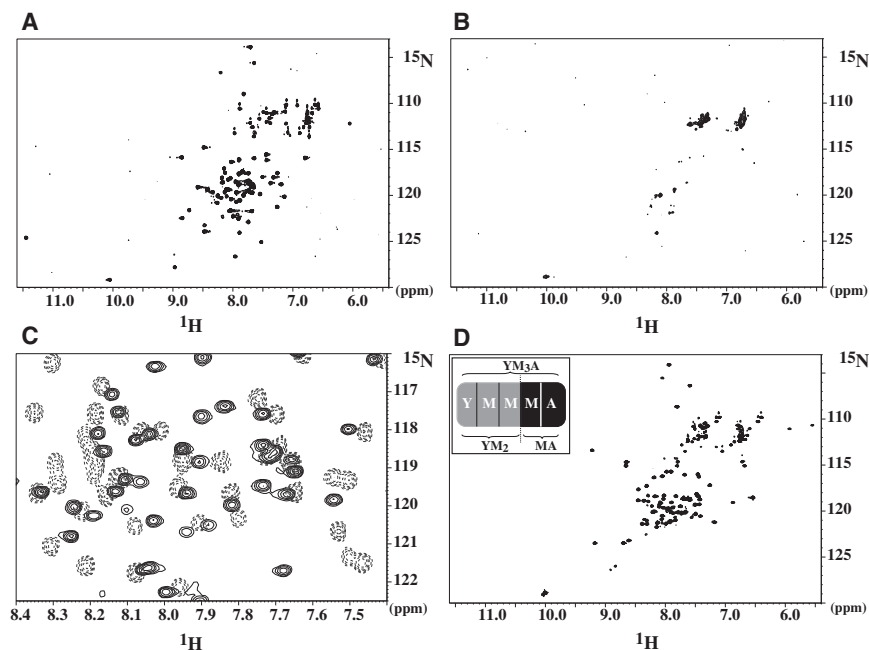 A
15N
110
115
120
125
11.0 10.0 9.0 8.0 7.0 6.0 (ppm)
1H
B
15N
110
115
120
125
11.0 10.0 9.0 8.0 7.0 6.0 (ppm)
1H
C
15N
117
118
119
120
121
122
8.4 8.3 8.2 8.1 8.0 7.9 7.8 7.7 7.6 7.5 (ppm)
1H
D
YM3A
Y M M M A
YM2 MA
15N
110
115
120
125
11.0 10.0 9.0 8.0 7.0 6.0 (ppm)
1H